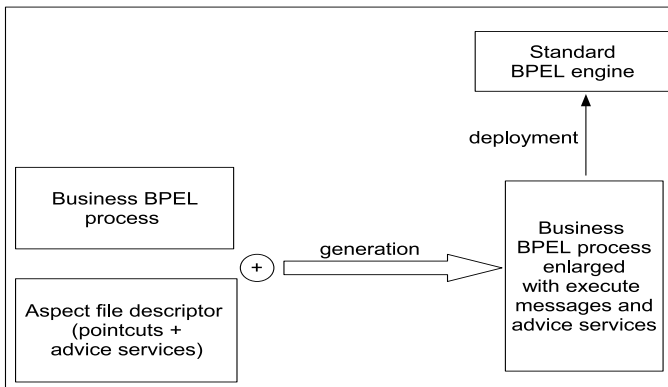 Standard
BPEL engine
deployment
Business BPEL
process
generation
+
Aspect file descriptor
(pointcuts +
advice services)
Business
BPEL process
enlarged
with execute
messages and
advice services